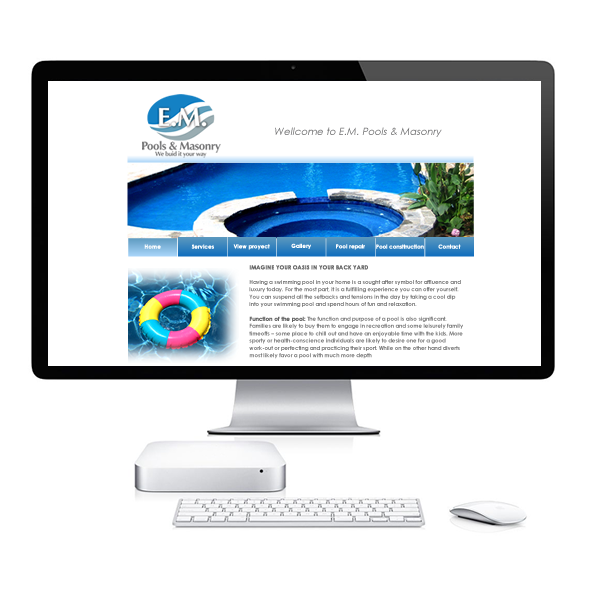 E.M.
Pools & Masonry
We buid it your way
Wellcome to E.M. Pools & Masonry
Home Services View proyect Gallery Pool repair Pool construction Contact
IMAGINE YOUR OASIS IN YOUR BACK YARD
Having a swimming pool in your home is a sought after symbol for affluence and
luxury today. For the most part, it is a fulfilling experience you can offer yourself.
You can suspend all the setbacks and tensions in the day by taking a cool dip
into your swimming pool and spend hours of fun and relaxation.
Function of the pool: The function and purpose of a pool is also significant.
Families are likely to buy them to engage in recreation and some leisurely family
timeoffs – some place to chill out and have an enjoyable time with the kids. More
sporty or health-conscience individuals are likely to desire one for a good
work-out or perfecting and practicing their sport. While on the other hand diverts
most likely favor a pool with much more depth